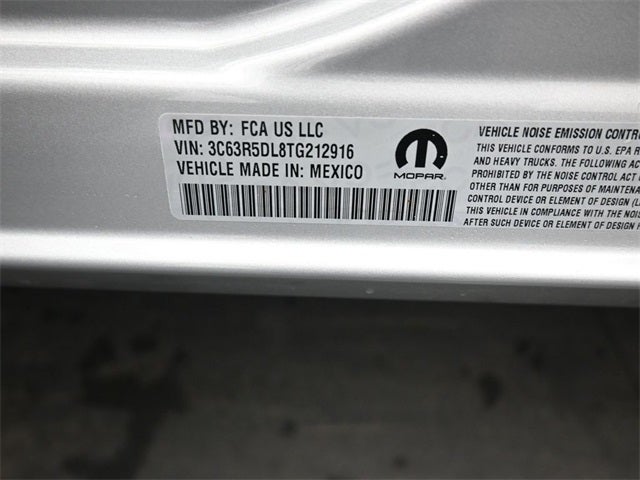 MFD BY: FCA US LLC
VIN: 3C63R5DL8TG212916
VEHICLE MADE IN: MEXICO
MOPAR
VEHICLE NOISE EMISSION CONTRO
THIS VEHICLE CONFORMS TO U.S. EPA R
AND HEAVY TRUCKS. THE FOLLOWING AC
PROHIBITED BY THE NOISE CONTROL ACT
OTHER THAN FOR PURPOSES OF MAINTENA
CONTROL DEVICE OR ELEMENT OF DESIGN (L
THIS VEHICLE IN COMPLIANCE WITH THE NOIS
AFTER SUCH DEVICE OR ELEMENT OF DESIGN